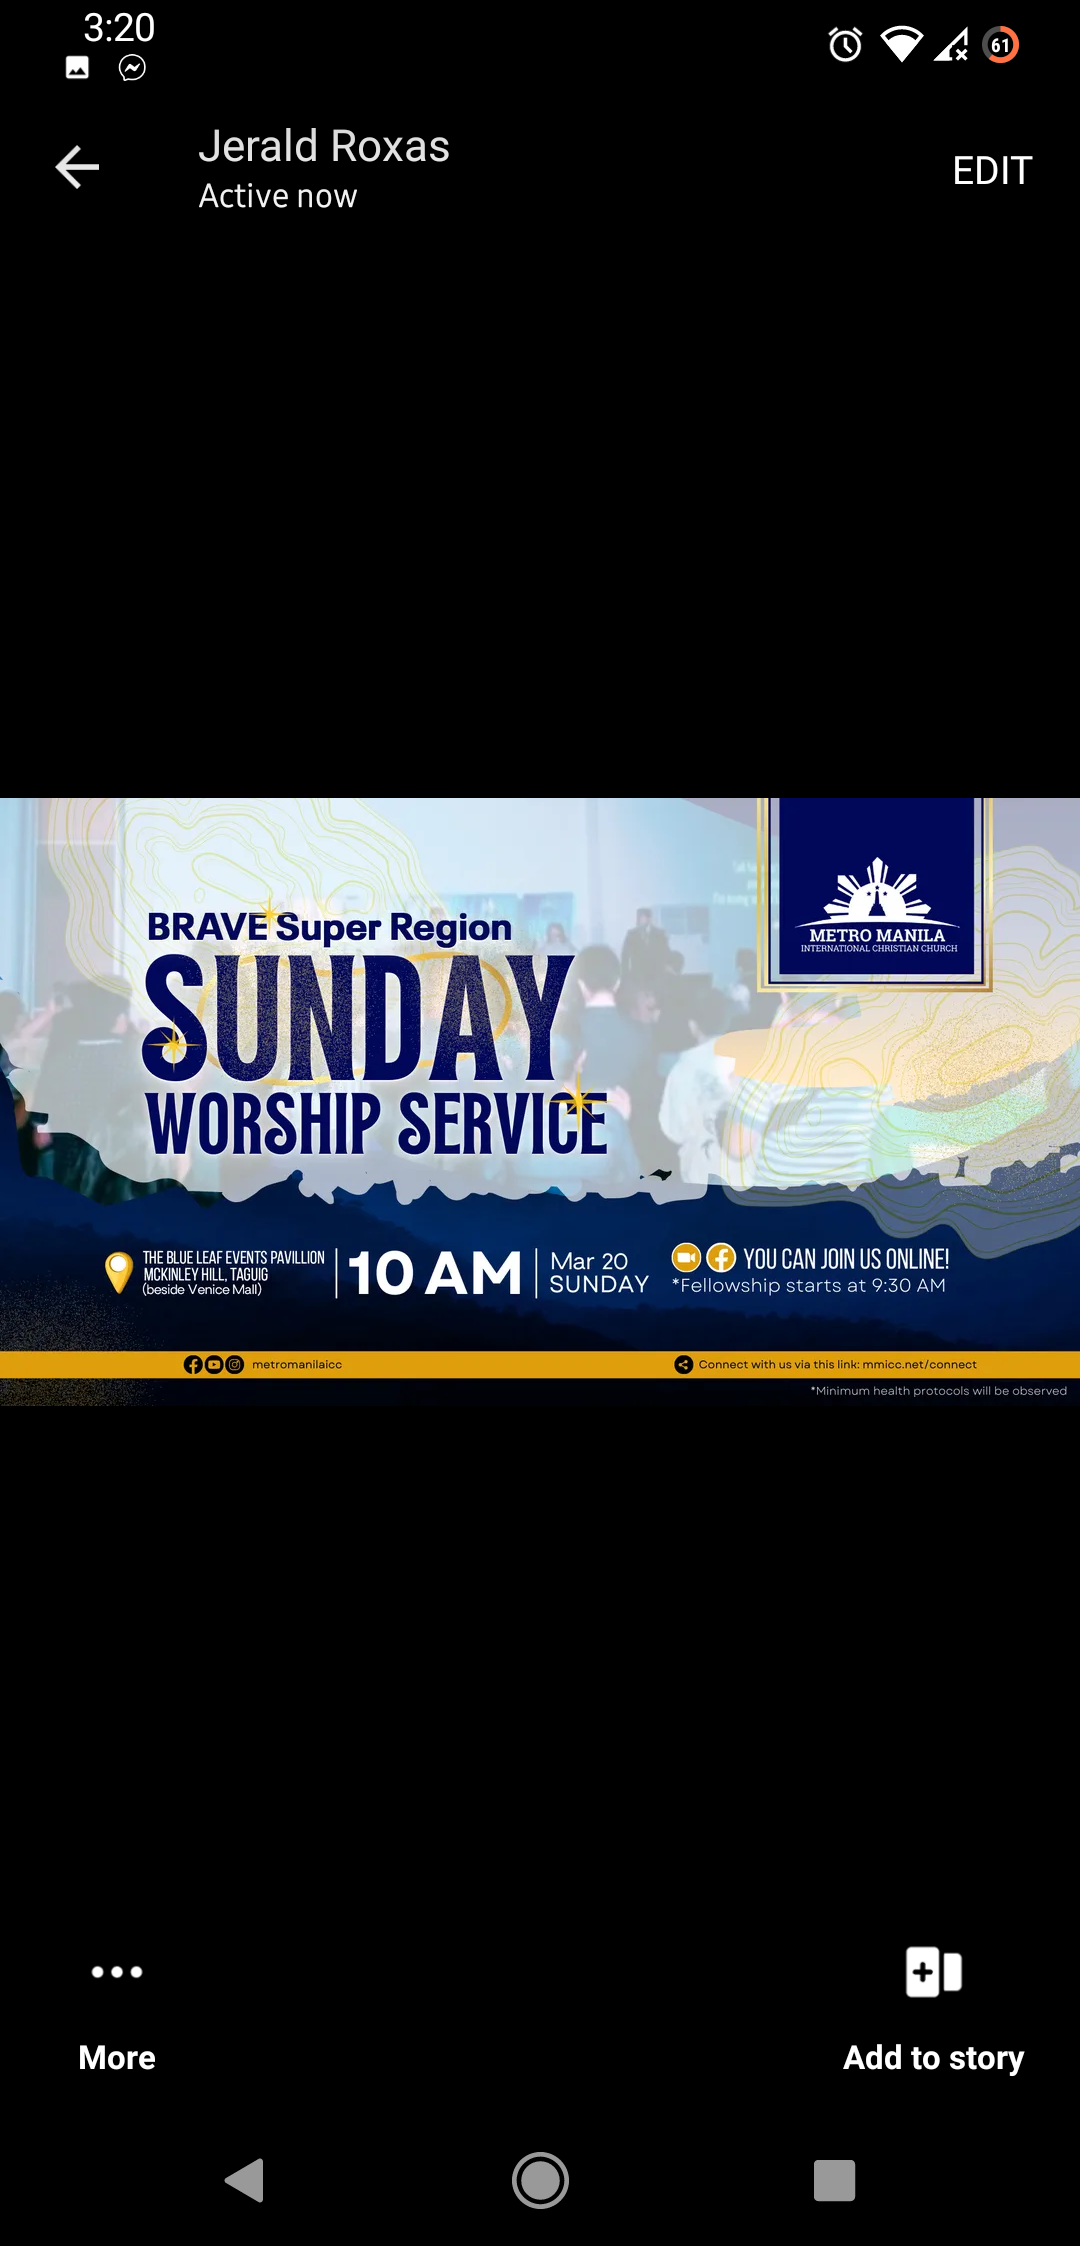 3:20
61
Jerald Roxas
Active now
EDIT
METRO MANILA
INTERNATIONAL CHRISTIAN CHURCH
BRAVE Super Region
SUNDAY
WORSHIP SERVICE
THE BLUE LEAF EVENTS PAVILLION
MCKINLEY HILL, TAGUIG
(beside Venice Mall)
10 AM
Mar 20
SUNDAY
YOU CAN JOIN US ONLINE!
*Fellowship starts at 9:30 AM
metromanilaicc
Connect with us via this link: mmicc.net/connect
*Minimum health protocols will be observed
More
Add to story